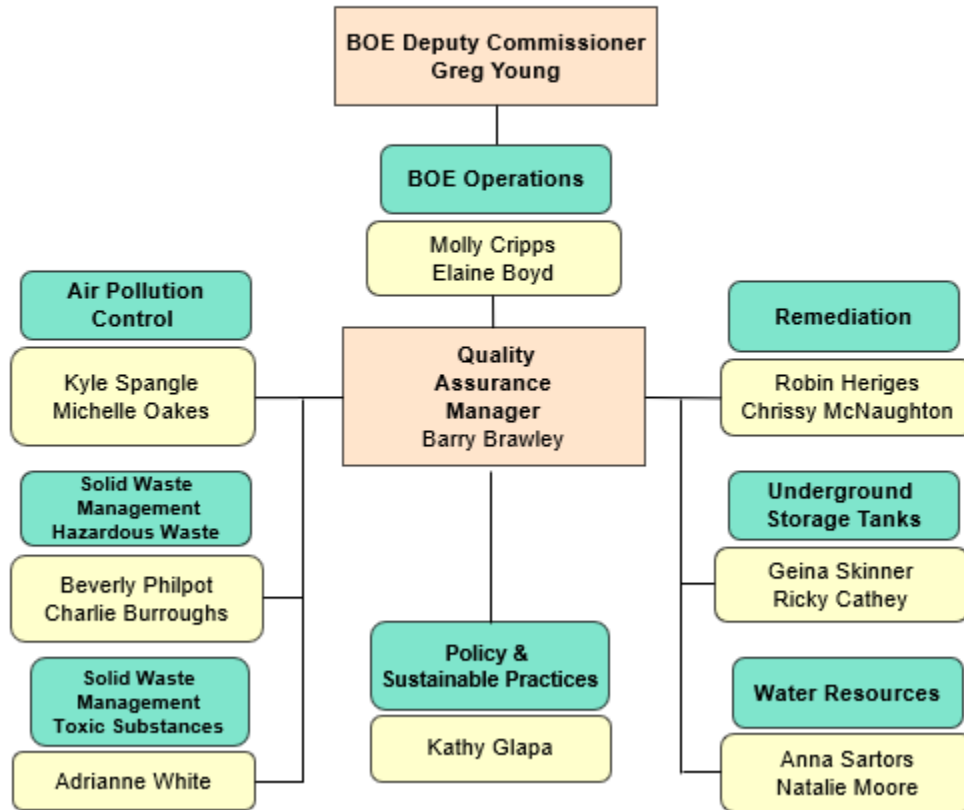 BOE Deputy Commissioner
Greg Young
BOE Operations
Molly Cripps
Elaine Boyd
Air Pollution
Control
Kyle Spangle
Michelle Oakes
Quality
Assurance
Manager
Barry Brawley
Remediation
Robin Heriges
Chrissy McNaughton
Solid Waste
Management
Hazardous Waste
Beverly Philpot
Charlie Burroughs
Underground
Storage Tanks
Geina Skinner
Ricky Cathey
Solid Waste
Management
Toxic Substances
Adrianne White
Policy &
Sustainable Practices
Kathy Glapa
Water Resources
Anna Sartors
Natalie Moore